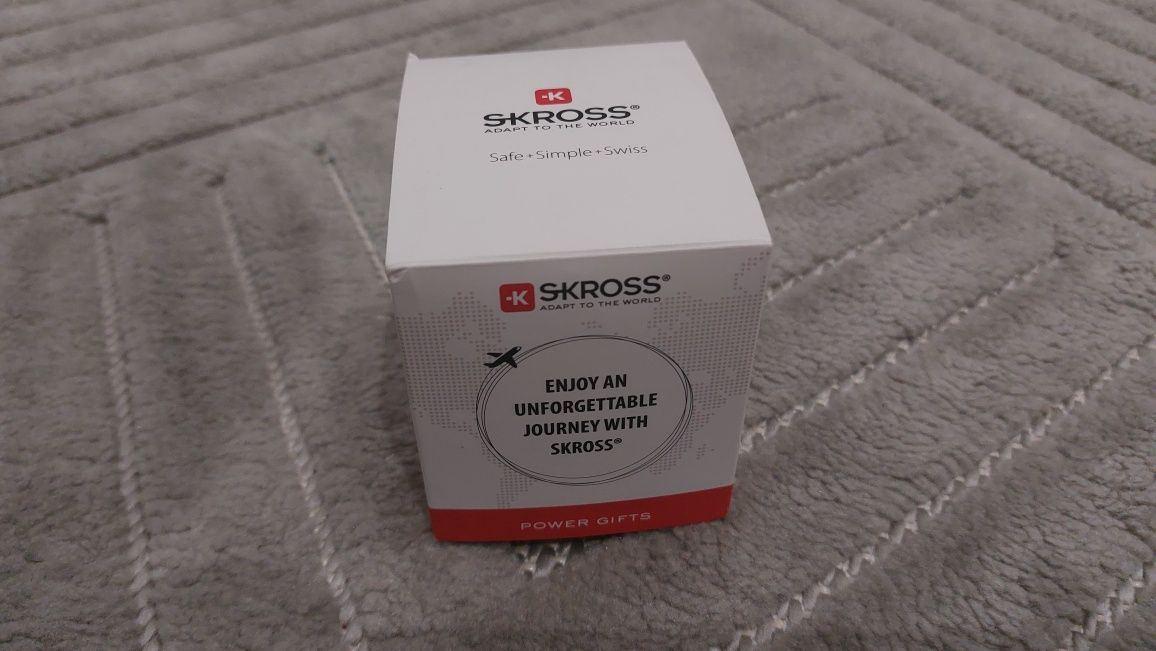 -K
SKROSS®
ADAPT TO THE WORLD
Safe+Simple+Swiss
-K SKROSS®
ADAPT TO THE WORLD
ENJOY AN
UNFORGETTABLE
JOURNEY WITH
SKROSS®
POWER GIFTS